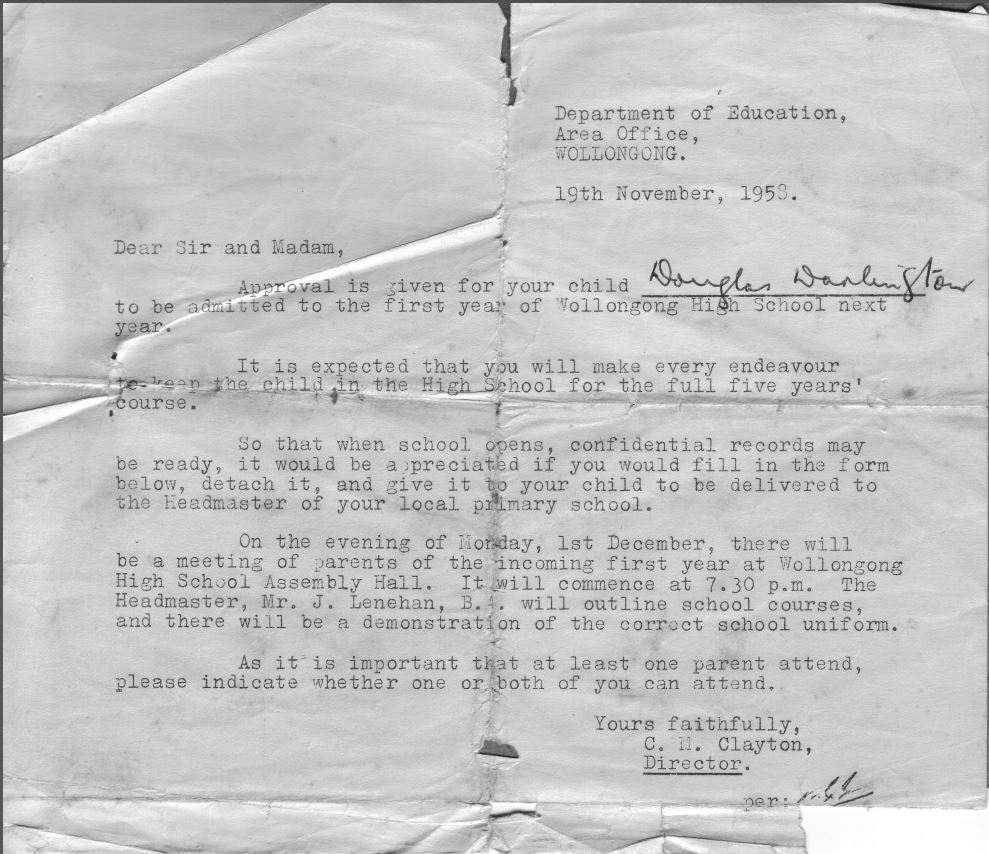 Department of Education,
Area Office,
WOLLONGONG.
19th November, 1958.
Dear Sir and Madam,
Approval is given for your child Douglas Darlington
to be admitted to the first year of Wollongong High School next
year.
It is expected that you will make every endeavour
to keep the child in the High School for the full five years'
course.
So that when school opens, confidential records may
be ready, it would be appreciated if you would fill in the form
below, detach it, and give it to your child to be delivered to
the Headmaster of your local primary school.
On the evening of Monday, 1st December, there will
be a meeting of parents of the incoming first year at Wollongong
High School Assembly Hall. It will commence at 7.30 p.m. The
Headmaster, Mr. J. Lenehan, B.A. will outline school courses,
and there will be a demonstration of the correct school uniform.
As it is important that at least one parent attend,
please indicate whether one or both of you can attend.
Yours faithfully,
C. M. Clayton,
Director.
per: